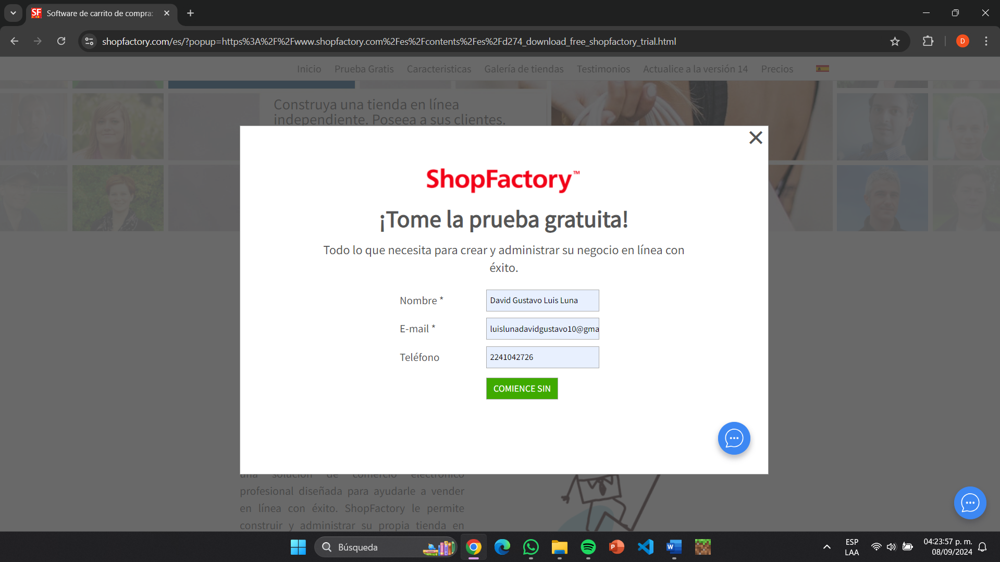 Software de carrito de compra:
shopfactory.com/es/?popup=https%3A%2F%2Fwww.shopfactory.com%2Fes%2Fcontents%2Fes%2Fd274_download_free_shopfactory_trial.html
D
Inicio Prueba Gratis Caracteristicas Galería de tiendas Testimonios Actualice a la versión 14 Precios
Construya una tienda en línea
independiente. Poseea a sus clientes.
ShopFactory™
¡Tome la prueba gratuita!
Todo lo que necesita para crear y administrar su negocio en línea con
éxito.
Nombre * David Gustavo Luis Luna
E-mail * luislunadavidgustavo10@gma
Teléfono 2241042726
COMIENCE SIN
una solución de comercio electrónico
profesional diseñada para ayudarle a vender
en línea con éxito. ShopFactory le permite
construir y administrar su propia tienda en
Búsqueda
ESP
LAA
04:23:57 p. m.
08/09/2024